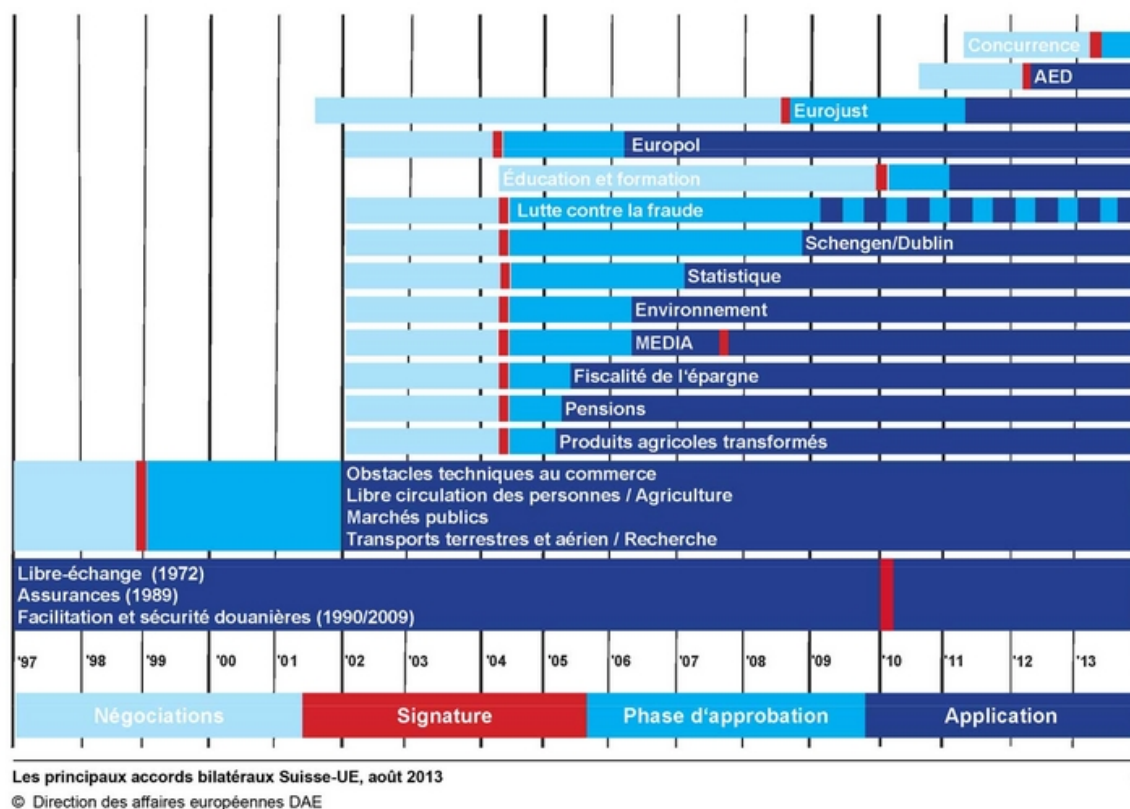 Concurrence
AED
Eurojust
Europol
Éducation et formation
Lutte contre la fraude
Schengen/Dublin
Statistique
Environnement
MEDIA
Fiscalité de l'épargne
Pensions
Produits agricoles transformés
Obstacles techniques au commerce
Libre circulation des personnes / Agriculture
Marchés publics
Transports terrestres et aérien / Recherche
Libre-échange (1972)
Assurances (1989)
Facilitation et sécurité douanières (1990/2009)
'97 '98 '99 '00 '01 '02 '03 '04 '05 '06 '07 '08 '09 '10 '11 '12 '13
Négociations Signature Phase d'approbation Application
Les principaux accords bilatéraux Suisse-UE, août 2013
© Direction des affaires européennes DAE